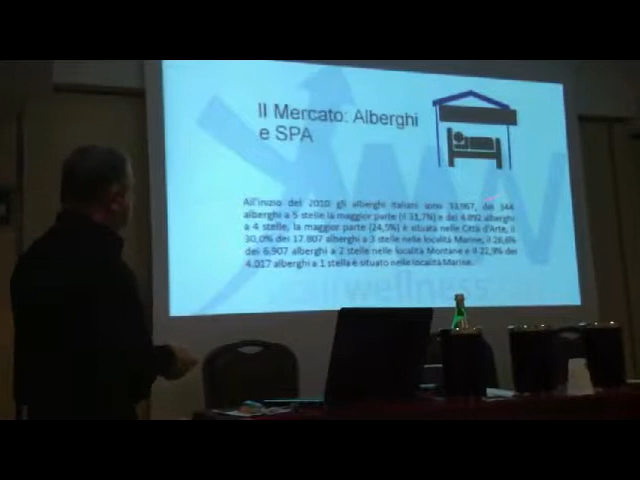 Il Mercato: Alberghi
e SPA
All'inizio del 2010 gli alberghi italiani sono 33.967, dei 344
alberghi a 5 stelle la maggior parte (il 31,7%) e dei 4.892 alberghi
a 4 stelle, la maggior parte (24,5%) è situata nelle Città d'Arte, il
30,0% dei 17.807 alberghi a 3 stelle nelle località Marine, il 26,6%
dei 6.907 alberghi a 2 stelle nelle località Montane e il 22,9% dei
4.017 alberghi a 1 stella è situato nelle località Marine.
wellness